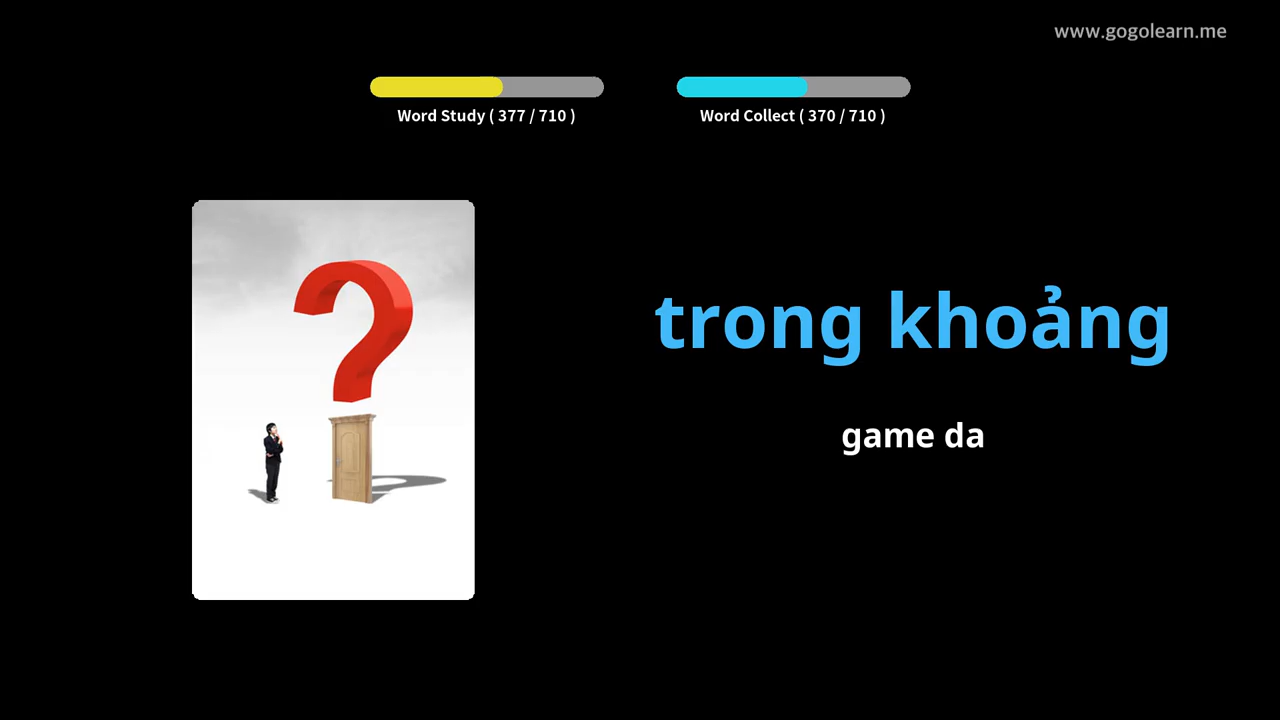 www.gogolearn.me
Word Study ( 377 / 710 )
Word Collect ( 370 / 710 )
trong khoảng
game da